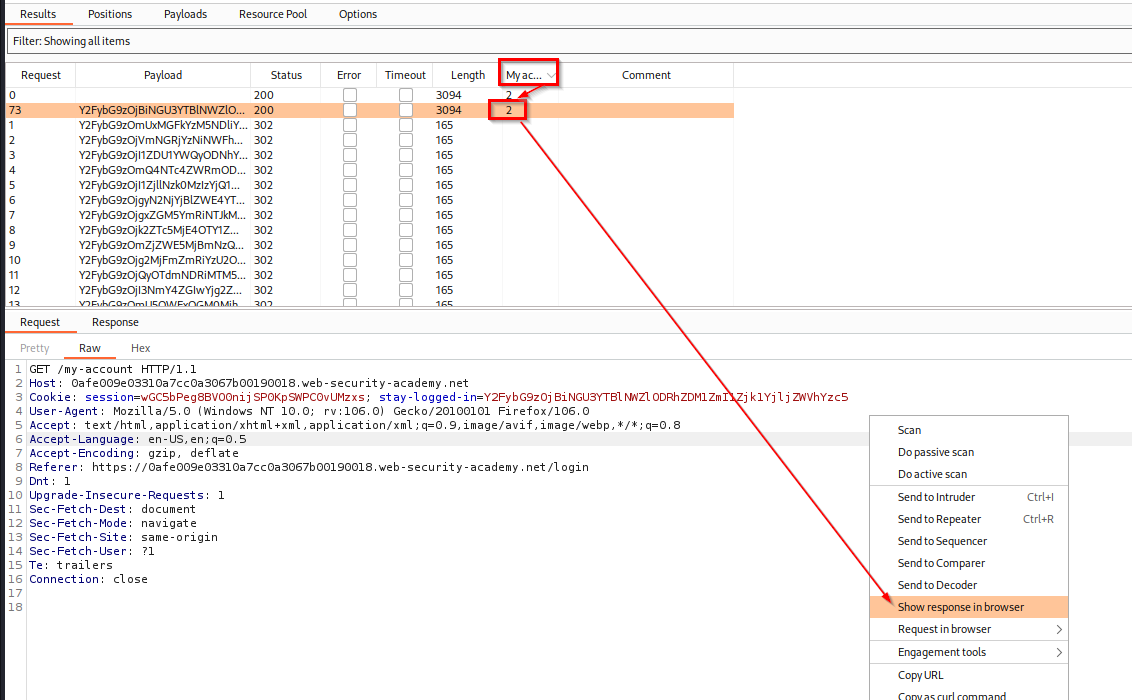 Results Positions Payloads Resource Pool Options
Filter: Showing all items
Request Payload Status Error Timeout Length My ac... Comment
0 200 3094 2
73 Y2FybG9zOjBiNGU3YTBlNWZlO... 200 3094 2
1 Y2FybG9zOmUxMGFkYzM5NDliY... 302 165
2 Y2FybG9zOjVmNGRjYzNiNWFh... 302 165
3 Y2FybG9zOjI1ZDU1YWQyODNhY... 302 165
4 Y2FybG9zOmQ4NTc4ZWRmOD... 302 165
5 Y2FybG9zOjI1ZjllNzk0MzIzYjQ1... 302 165
6 Y2FybG9zOjgyN2NjYjBlZWE4YT... 302 165
7 Y2FybG9zOjgxZGM5YmRiNTJkM... 302 165
8 Y2FybG9zOjk2ZTc5MjE4OTY1Z... 302 165
9 Y2FybG9zOmZjZWE5MjBmNzQ... 302 165
10 Y2FybG9zOjg2MjFmZmRiYzU2O... 302 165
11 Y2FybG9zOjQyOTdmNDRiMTM5... 302 165
12 Y2FybG9zOjI3NmY4ZGIwYjg2Z... 302 165
13 302 165
Request Response
Pretty Raw Hex
1 GET /my-account HTTP/1.1
2 Host: 0afe009e03310a7cc0a3067b00190018.web-security-academy.net
3 Cookie: session=; stay-logged-in=
4 User-Agent: Mozilla/5.0 (Windows NT 10.0; rv:106.0) Gecko/20100101 Firefox/106.0
5 Accept: text/html,application/xhtml+xml,application/xml;q=0.9,image/avif,image/webp,*/*;q=0.8
6 Accept-Language: en-US,en;q=0.5
7 Accept-Encoding: gzip, deflate
8 Referer: https://0afe009e03310a7cc0a3067b00190018.web-security-academy.net/login
9 Dnt: 1
10 Upgrade-Insecure-Requests: 1
11 Sec-Fetch-Dest: document
12 Sec-Fetch-Mode: navigate
13 Sec-Fetch-Site: same-origin
14 Sec-Fetch-User: ?1
15 Te: trailers
16 Connection: close
17
18
Scan
Do passive scan
Do active scan
Send to Intruder Ctrl+I
Send to Repeater Ctrl+R
Send to Sequencer
Send to Comparer
Send to Decoder
Show response in browser
Request in browser
Engagement tools
Copy URL
Copy as curl command